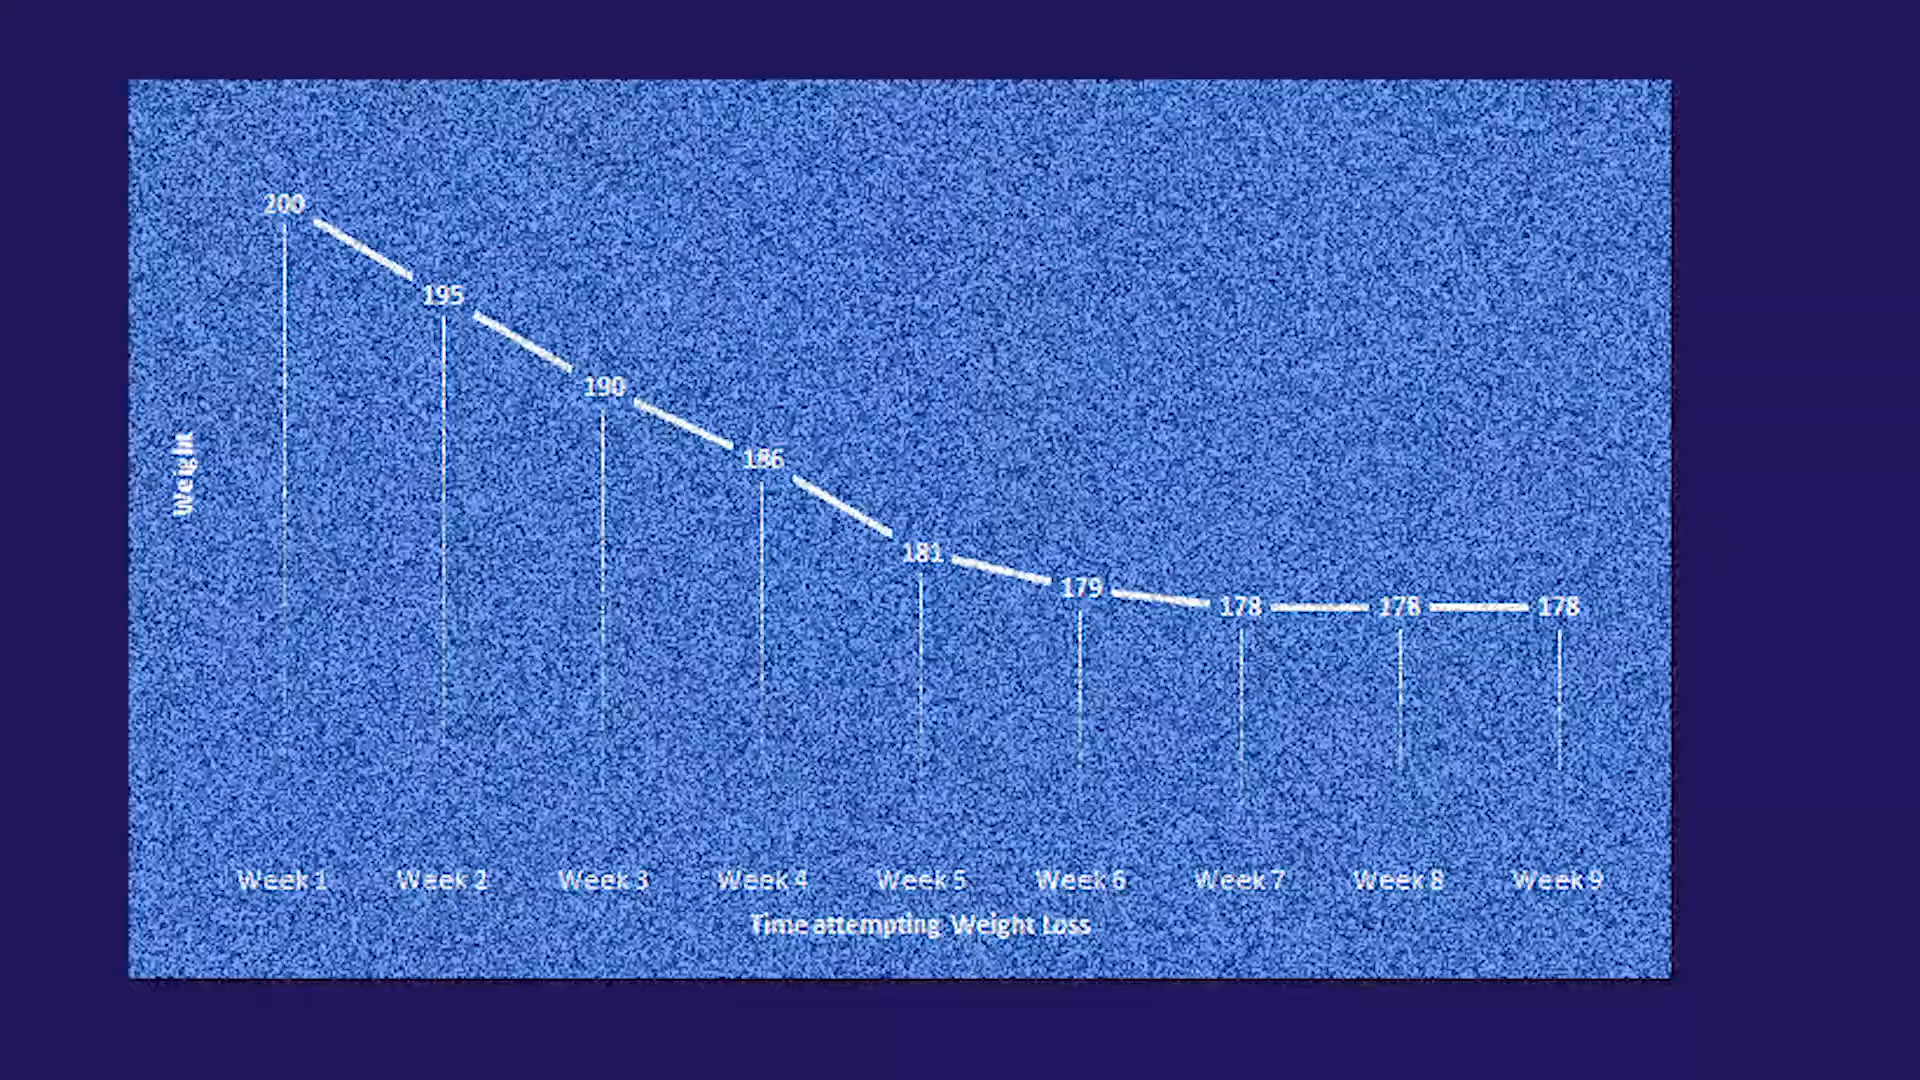 200
195
190
186
181
179
178
178
178
Weight
Week 1
Week 2
Week 3
Week 4
Week 5
Week 6
Week 7
Week 8
Week 9
Time attempting Weight Loss